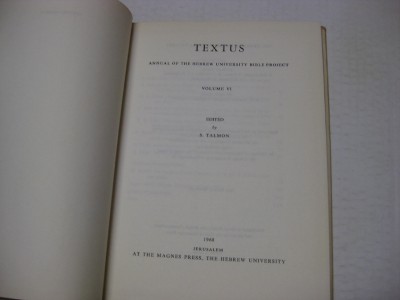 TEXTUS
ANNUAL OF THE HEBREW UNIVERSITY BIBLE PROJECT
VOLUME VI
EDITED
by
S. TALMON
1968
JERUSALEM
AT THE MAGNES PRESS, THE HEBREW UNIVERSITY